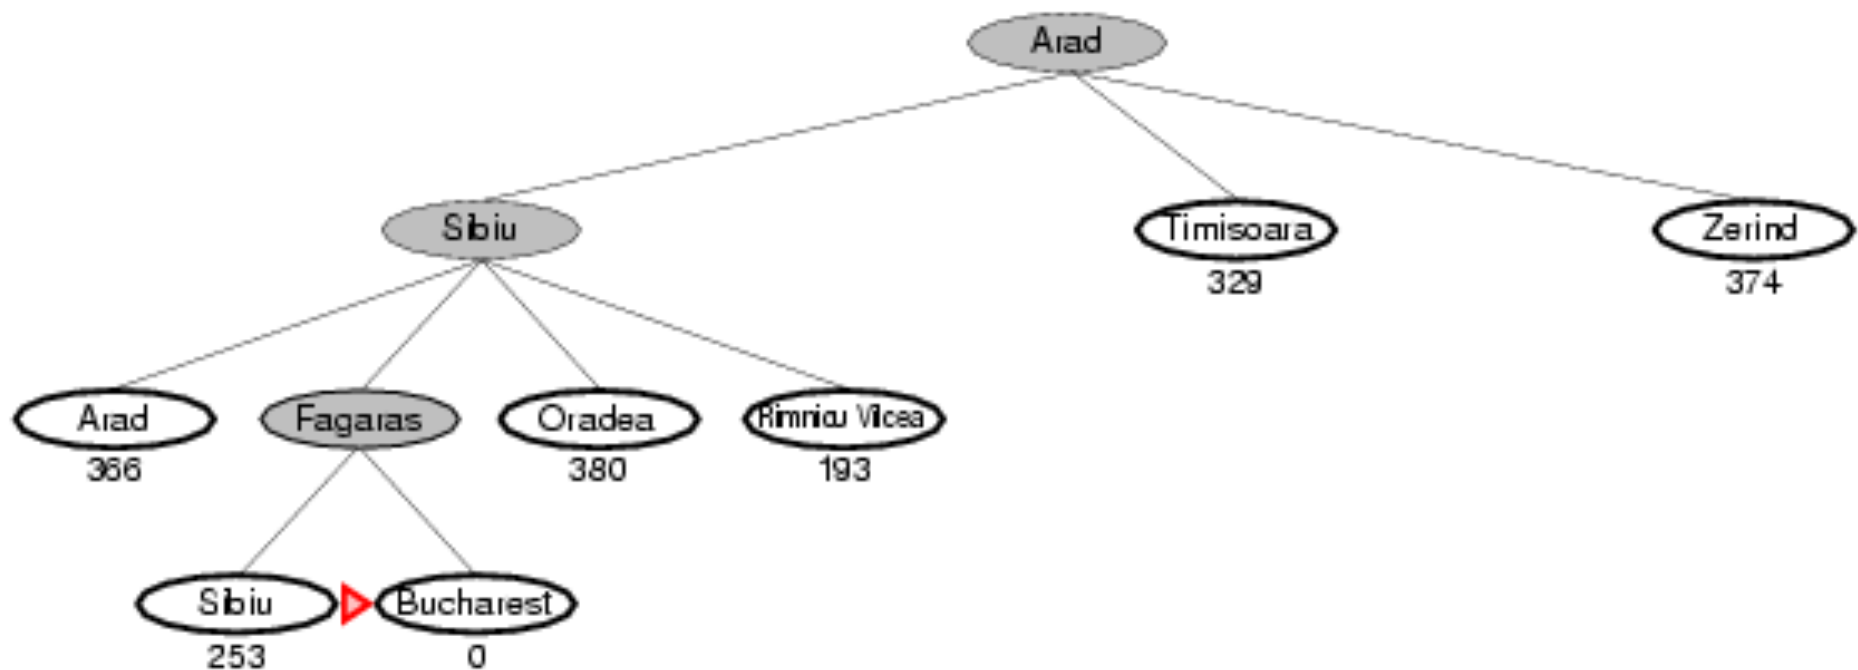 Arad
Sibiu Timisoara Zerind
329 374
Arad Fagaras Oradea Rimnicu Vilcea
366 380 193
Sibiu Bucharest
253 0